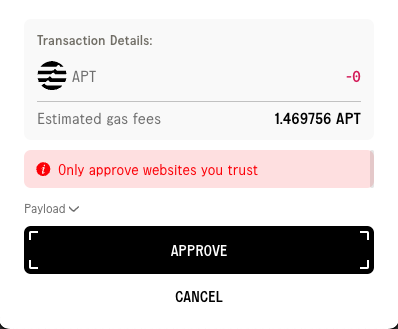 Transaction Details:
APT -0
Estimated gas fees 1.469756 APT
Only approve websites you trust
Payload
APPROVE
CANCEL